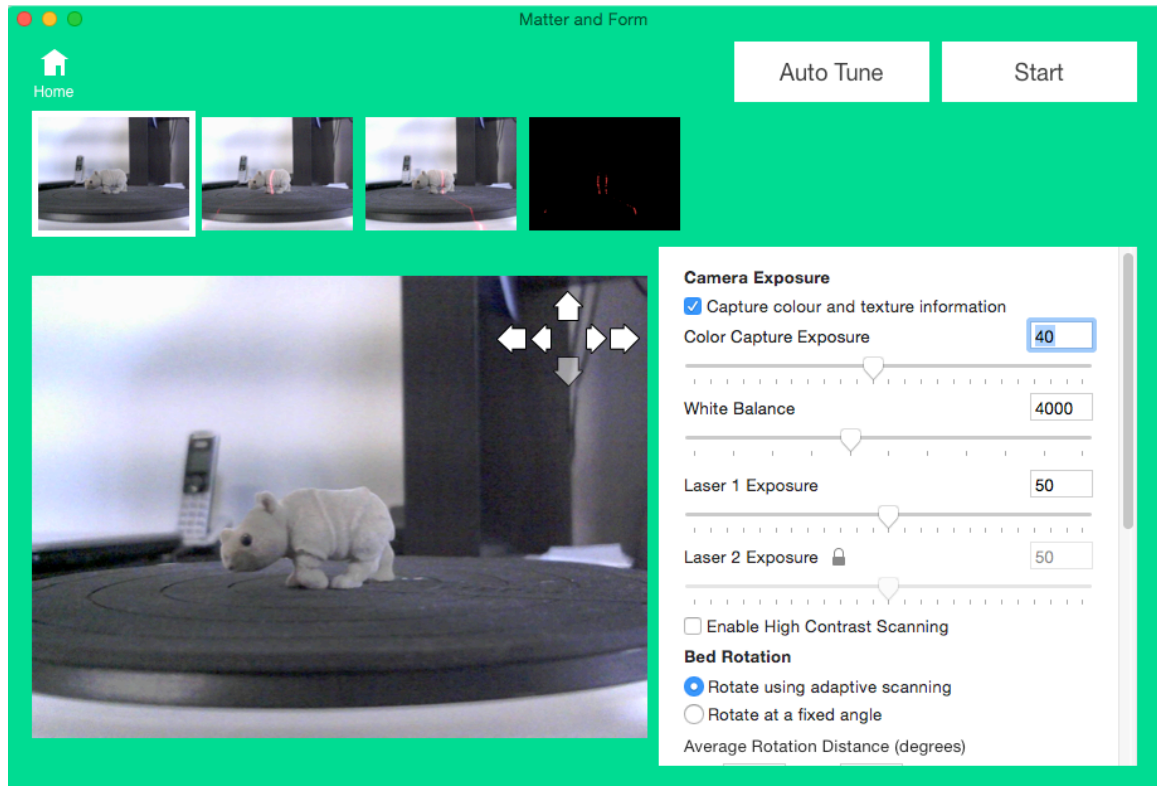 Matter and Form
Home
Auto Tune
Start
Camera Exposure
Capture colour and texture information
Color Capture Exposure 40
White Balance 4000
Laser 1 Exposure 50
Laser 2 Exposure 50
Enable High Contrast Scanning
Bed Rotation
Rotate using adaptive scanning
Rotate at a fixed angle
Average Rotation Distance (degrees)